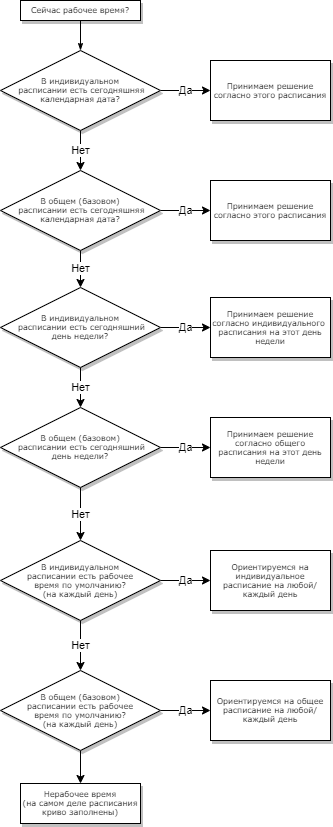 Сейчас рабочее время?
В индивидуальном
расписании есть сегодняшняя
календарная дата?
Да
Принимаем решение
согласно этого расписания
Нет
В общем (базовом)
расписании есть сегодняшняя
календарная дата?
Да
Принимаем решение
согласно этого расписания
Нет
В индивидуальном
расписании есть сегодняшний
день недели?
Да
Принимаем решение
согласно индивидуального
расписания на этот день
недели
Нет
В общем (базовом)
расписании есть сегодняшний
день недели?
Да
Принимаем решение
согласно общего
расписания на этот день
недели
Нет
В индивидуальном
расписании есть рабочее
время по умолчанию?
(на каждый день)
Да
Ориентируемся на
индивидуальное
расписание на любой/
каждый день
Нет
В общем (базовом)
расписании есть рабочее
время по умолчанию?
(на каждый день)
Да
Ориентируемся на общее
расписание на любой/
каждый день
Нерабочее время
(на самом деле расписания
криво заполнены)